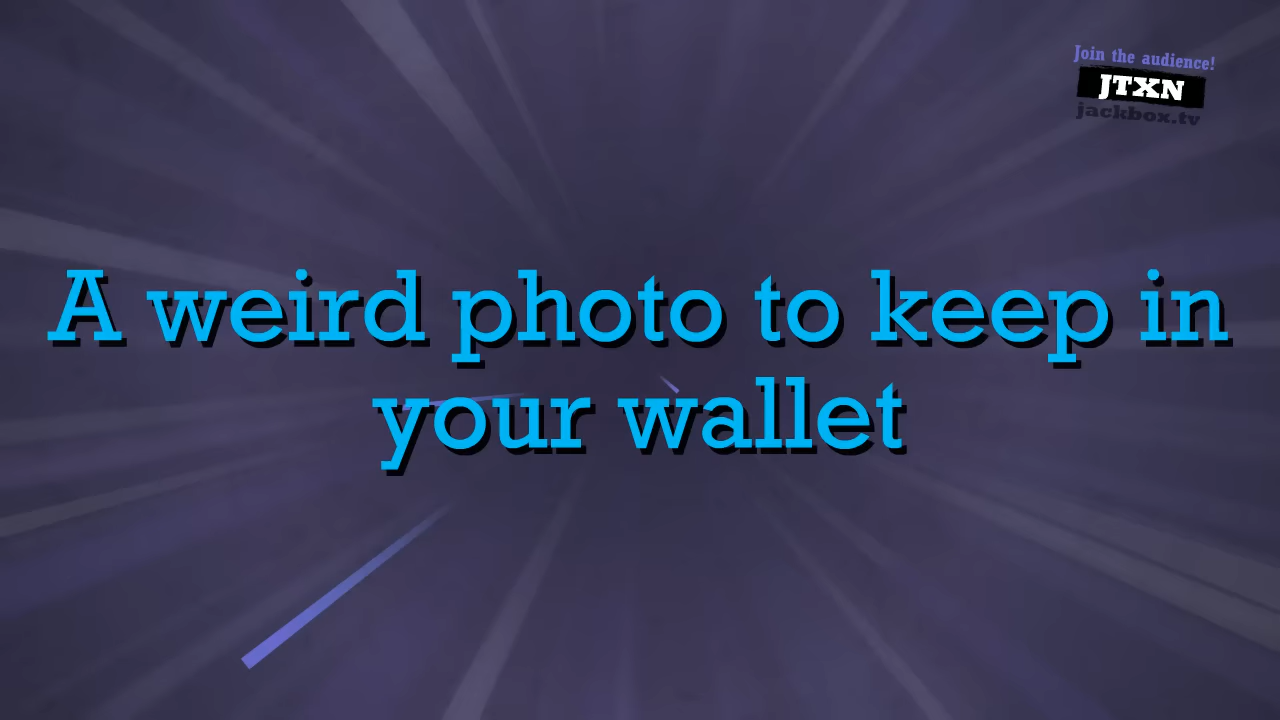 Join the audience!
JTXN
jackbox.tv
A weird photo to keep in
your wallet